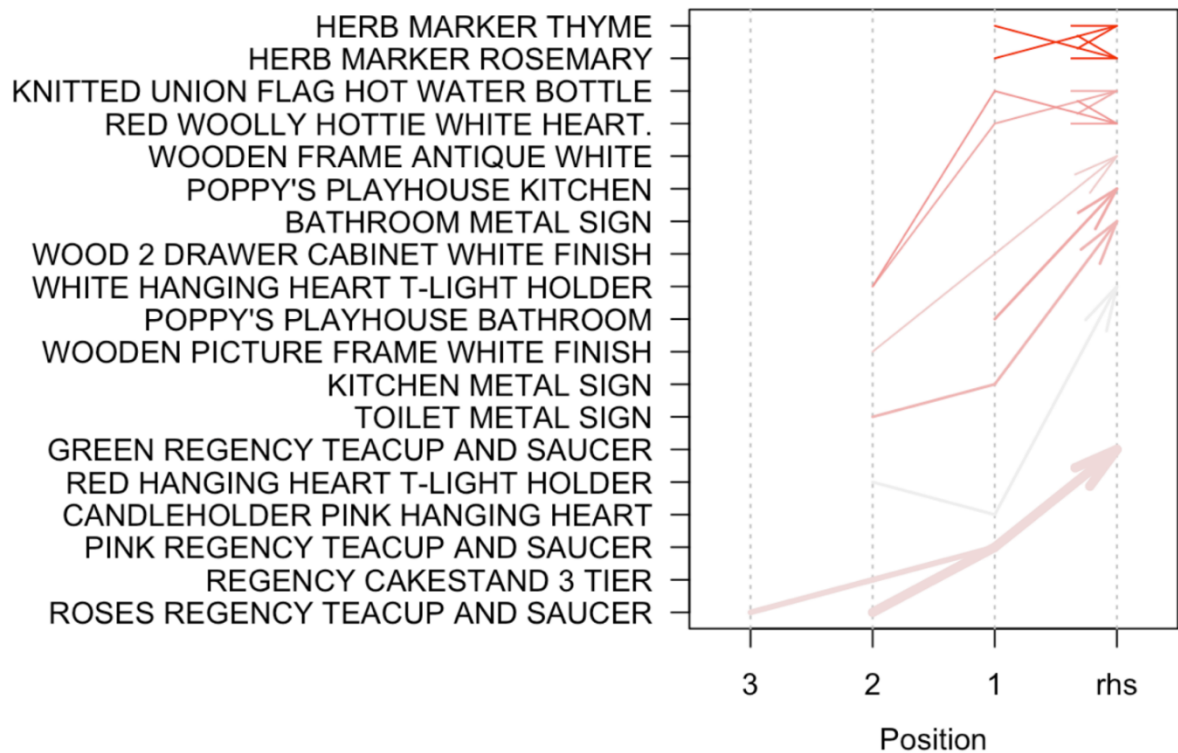 HERB MARKER THYME
HERB MARKER ROSEMARY
KNITTED UNION FLAG HOT WATER BOTTLE
RED WOOLLY HOTTIE WHITE HEART.
WOODEN FRAME ANTIQUE WHITE
POPPY'S PLAYHOUSE KITCHEN
BATHROOM METAL SIGN
WOOD 2 DRAWER CABINET WHITE FINISH
WHITE HANGING HEART T-LIGHT HOLDER
POPPY'S PLAYHOUSE BATHROOM
WOODEN PICTURE FRAME WHITE FINISH
KITCHEN METAL SIGN
TOILET METAL SIGN
GREEN REGENCY TEACUP AND SAUCER
RED HANGING HEART T-LIGHT HOLDER
CANDLEHOLDER PINK HANGING HEART
PINK REGENCY TEACUP AND SAUCER
REGENCY CAKESTAND 3 TIER
ROSES REGENCY TEACUP AND SAUCER
3 2 1 rhs
Position